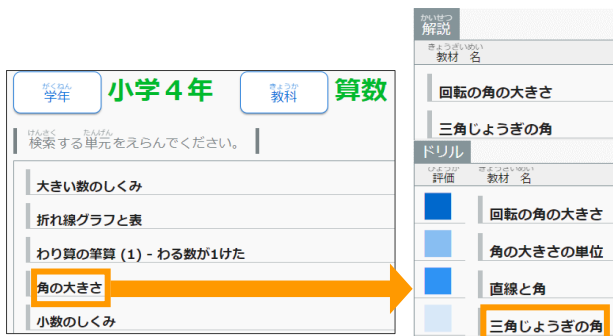 がくねん
学年
小学４年
きょうか
教科
算数
けんさく たんげん
検索する単元をえらんでください。
大きい数のしくみ
折れ線グラフと表
わり算の筆算 (1) - わる数が1けた
角の大きさ
小数のしくみ
かいせつ
解説
きょうざいめい
教材 名
回転の角の大きさ
三角じょうぎの角
ドリル
ひょうか きょうざいめい
評価 教材 名
回転の角の大きさ
角の大きさの単位
直線と角
三角じょうぎの角